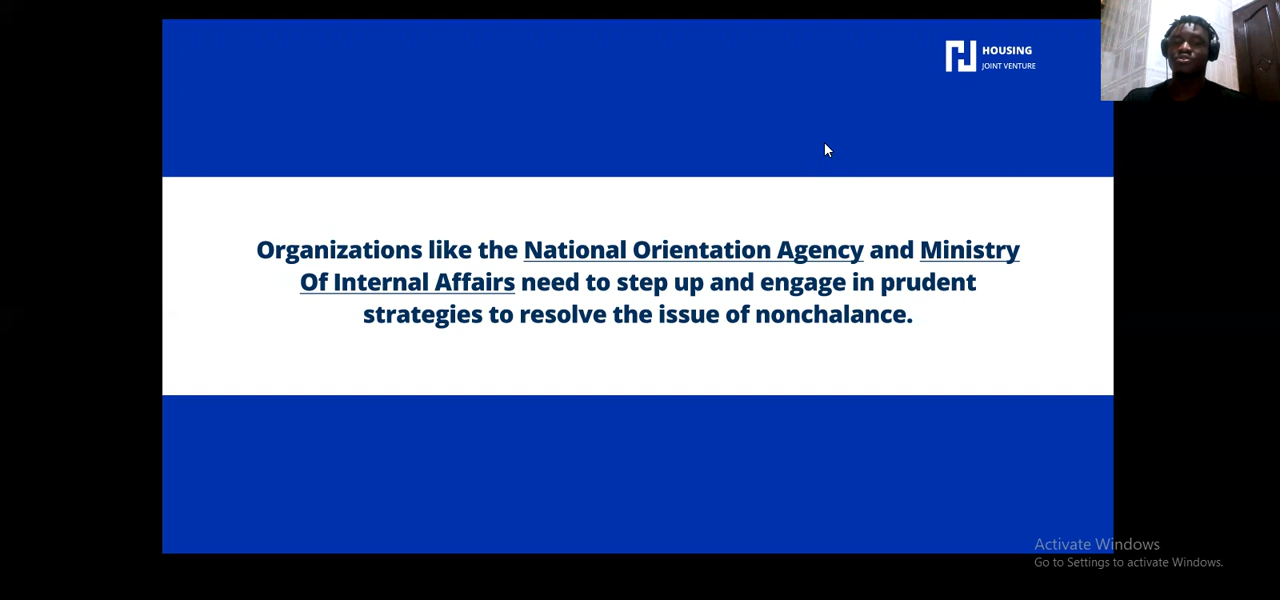 HOUSING
JOINT VENTURE
Organizations like the National Orientation Agency and Ministry
Of Internal Affairs need to step up and engage in prudent
strategies to resolve the issue of nonchalance.
Activate Windows
Go to Settings to activate Windows.